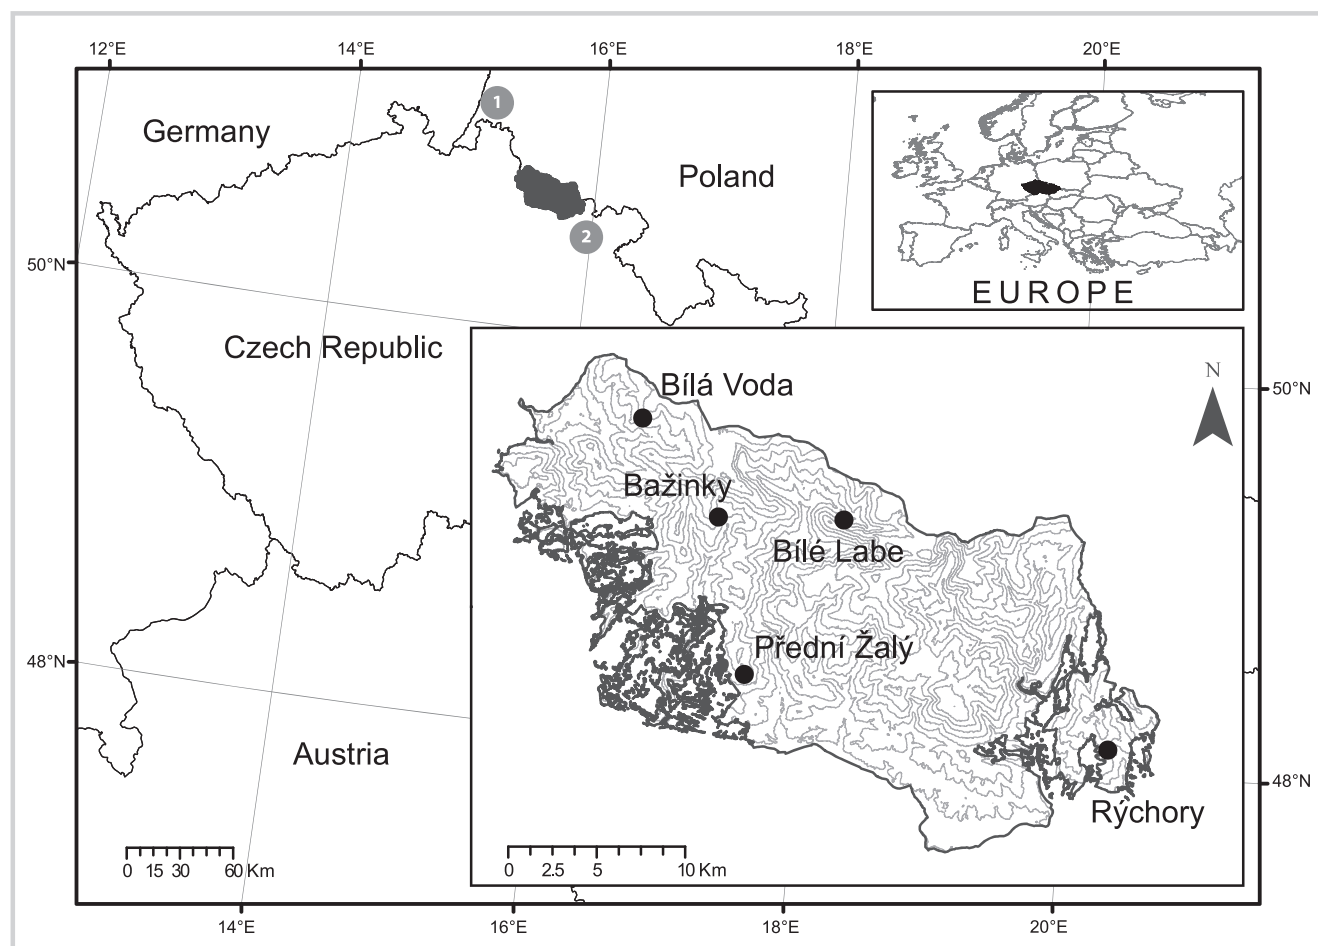 12°E 14°E 16°E 18°E 20°E
1
Germany
Poland
2
50°N
EUROPE
Czech Republic
Bílá Voda
N
50°N
Bažinky
Bílé Labe
Přední Žalý
48°N
Austria
48°N
Rýchory
0 15 30 60 Km
0 2.5 5 10 Km
14°E 16°E 18°E 20°E